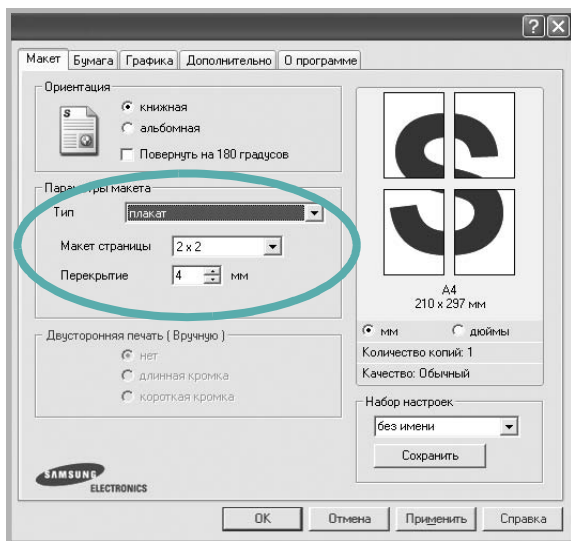 Макет Бумага Графика Дополнительно О программе
Ориентация
S
книжная
альбомная
Повернуть на 180 градусов
Параметры макета
Тип плакат
Макет страницы 2 x 2
Перекрытие 4 мм
Двусторонняя печать ( Вручную )
нет
длинная кромка
короткая кромка
S
A4
210 x 297 мм
мм дюймы
Количество копий: 1
Качество: Обычный
Набор настроек
без имени
Сохранить
SAMSUNG
ELECTRONICS
OK Отмена Применить Справка